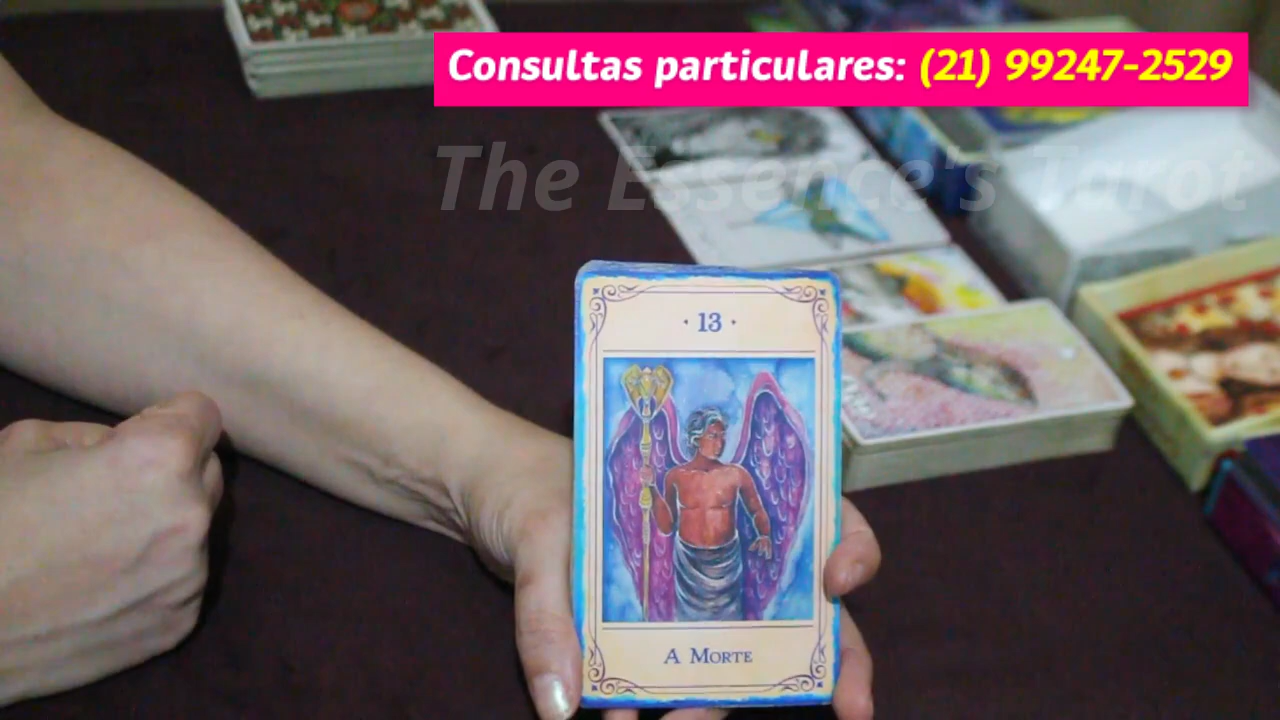 Consultas particulares: (21) 99247-2529
The Essence's Tarot
· 13 ·
A MORTE